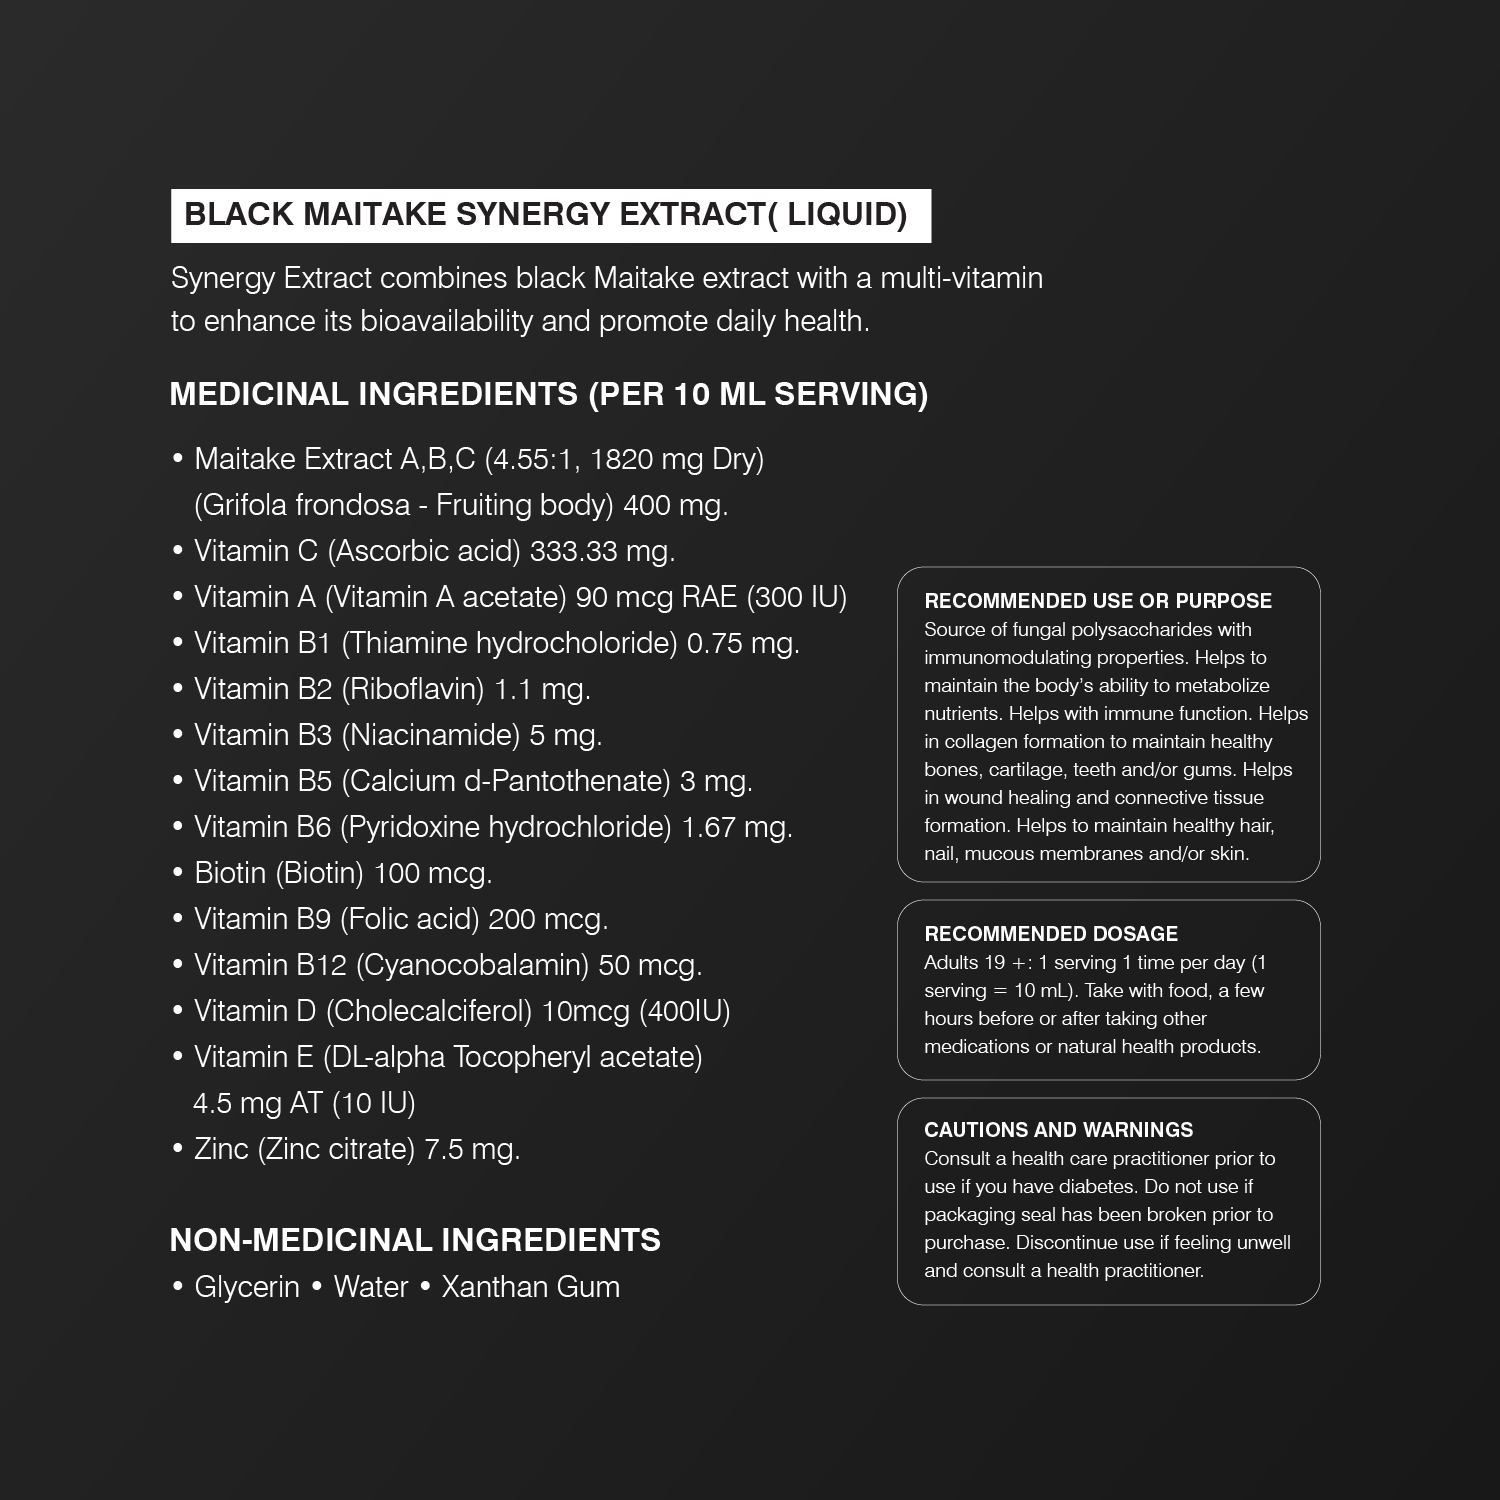 BLACK MAITAKE SYNERGY EXTRACT( LIQUID)
Synergy Extract combines black Maitake extract with a multi-vitamin
to enhance its bioavailability and promote daily health.
MEDICINAL INGREDIENTS (PER 10 ML SERVING)
• Maitake Extract A,B,C (4.55:1, 1820 mg Dry)
(Grifola frondosa - Fruiting body) 400 mg.
• Vitamin C (Ascorbic acid) 333.33 mg.
• Vitamin A (Vitamin A acetate) 90 mcg RAE (300 IU)
• Vitamin B1 (Thiamine hydrocholoride) 0.75 mg.
• Vitamin B2 (Riboflavin) 1.1 mg.
• Vitamin B3 (Niacinamide) 5 mg.
• Vitamin B5 (Calcium d-Pantothenate) 3 mg.
• Vitamin B6 (Pyridoxine hydrochloride) 1.67 mg.
• Biotin (Biotin) 100 mcg.
• Vitamin B9 (Folic acid) 200 mcg.
• Vitamin B12 (Cyanocobalamin) 50 mcg.
• Vitamin D (Cholecalciferol) 10mcg (400IU)
• Vitamin E (DL-alpha Tocopheryl acetate)
4.5 mg AT (10 IU)
• Zinc (Zinc citrate) 7.5 mg.
NON-MEDICINAL INGREDIENTS
• Glycerin • Water • Xanthan Gum
RECOMMENDED USE OR PURPOSE
Source of fungal polysaccharides with
immunomodulating properties. Helps to
maintain the body’s ability to metabolize
nutrients. Helps with immune function. Helps
in collagen formation to maintain healthy
bones, cartilage, teeth and/or gums. Helps
in wound healing and connective tissue
formation. Helps to maintain healthy hair,
nail, mucous membranes and/or skin.
RECOMMENDED DOSAGE
Adults 19 +: 1 serving 1 time per day (1
serving = 10 mL). Take with food, a few
hours before or after taking other
medications or natural health products.
CAUTIONS AND WARNINGS
Consult a health care practitioner prior to
use if you have diabetes. Do not use if
packaging seal has been broken prior to
purchase. Discontinue use if feeling unwell
and consult a health practitioner.